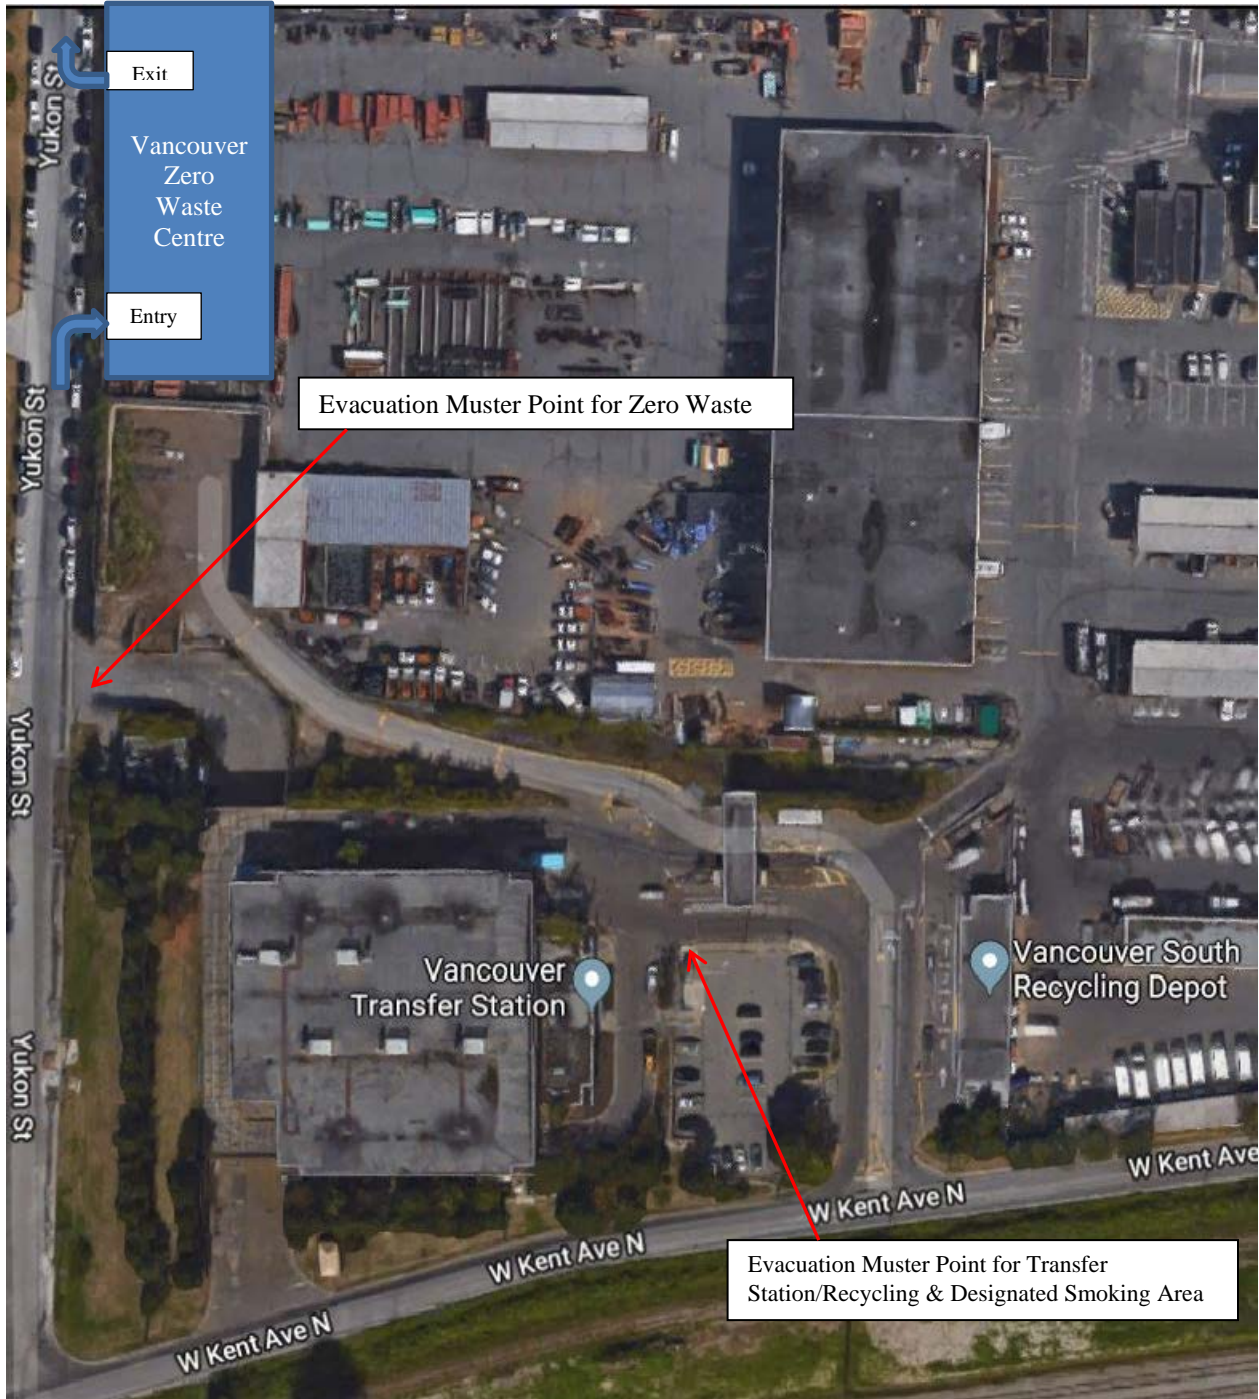 Exit
Yukon St
Vancouver
Zero
Waste
Centre
Entry
Yukon St
Evacuation Muster Point for Zero Waste
Yukon St
Vancouver
Transfer Station
Vancouver South
Recycling Depot
Yukon St
W Kent Ave
W Kent Ave N
W Kent Ave N
Evacuation Muster Point for Transfer
Station/Recycling & Designated Smoking Area
W Kent Ave N